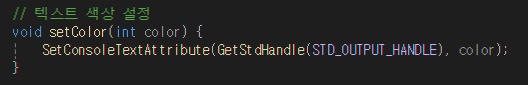 // 텍스트 색상 설정
void setColor(int color) {
    SetConsoleTextAttribute(GetStdHandle(STD_OUTPUT_HANDLE), color);
}